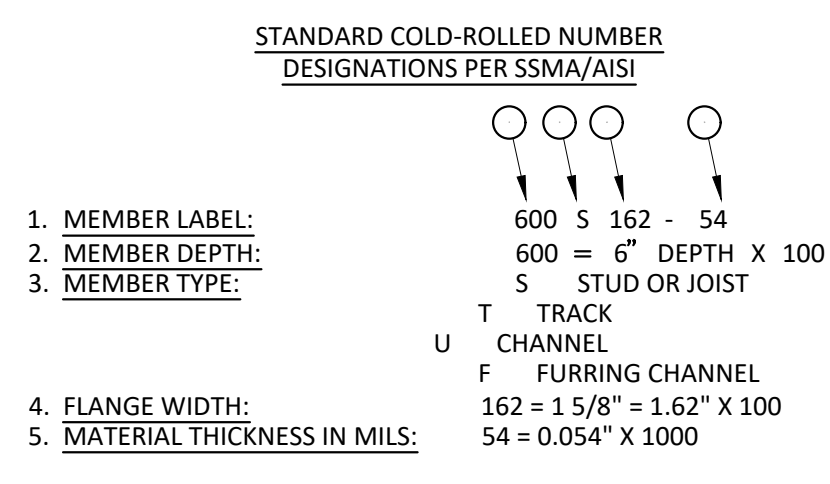 STANDARD COLD-ROLLED NUMBER
DESIGNATIONS PER SSMA/AISI
1. MEMBER LABEL: 600 S 162 - 54
2. MEMBER DEPTH: 600 = 6" DEPTH X 100
3. MEMBER TYPE: S STUD OR JOIST
T TRACK
U CHANNEL
F FURRING CHANNEL
4. FLANGE WIDTH: 162 = 1 5/8" = 1.62" X 100
5. MATERIAL THICKNESS IN MILS: 54 = 0.054" X 1000